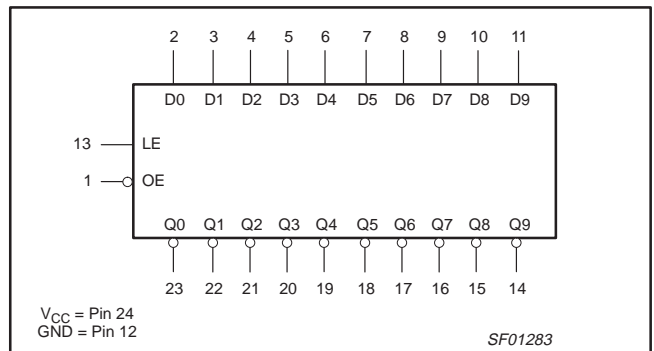 2 3 4 5 6 7 8 9 10 11
D0 D1 D2 D3 D4 D5 D6 D7 D8 D9
13 LE
1 OE
Q0 Q1 Q2 Q3 Q4 Q5 Q6 Q7 Q8 Q9
23 22 21 20 19 18 17 16 15 14
VCC = Pin 24
GND = Pin 12
SF01283